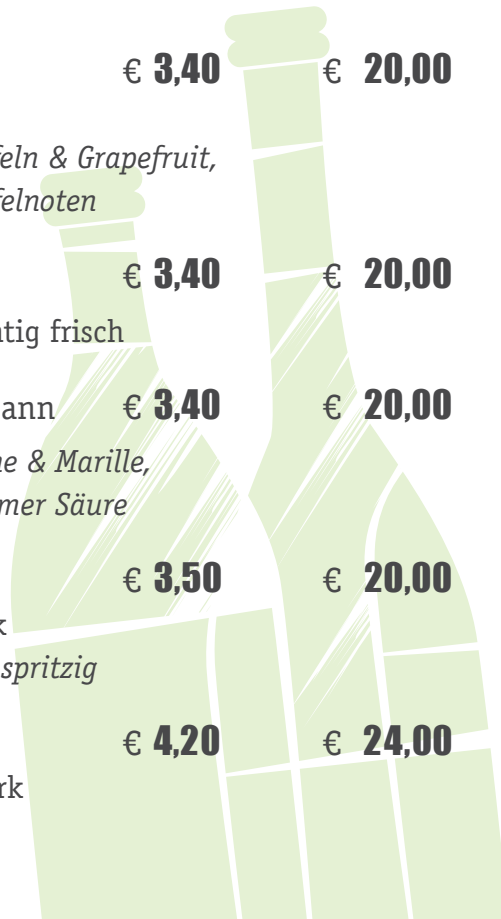 € 3,40 € 20,00
feln & Grapefruit,
felnoten
€ 3,40 € 20,00
tig frisch
ann € 3,40 € 20,00
ne & Marille,
mer Säure
€ 3,50 € 20,00
k
spritzig
€ 4,20 € 24,00
rk